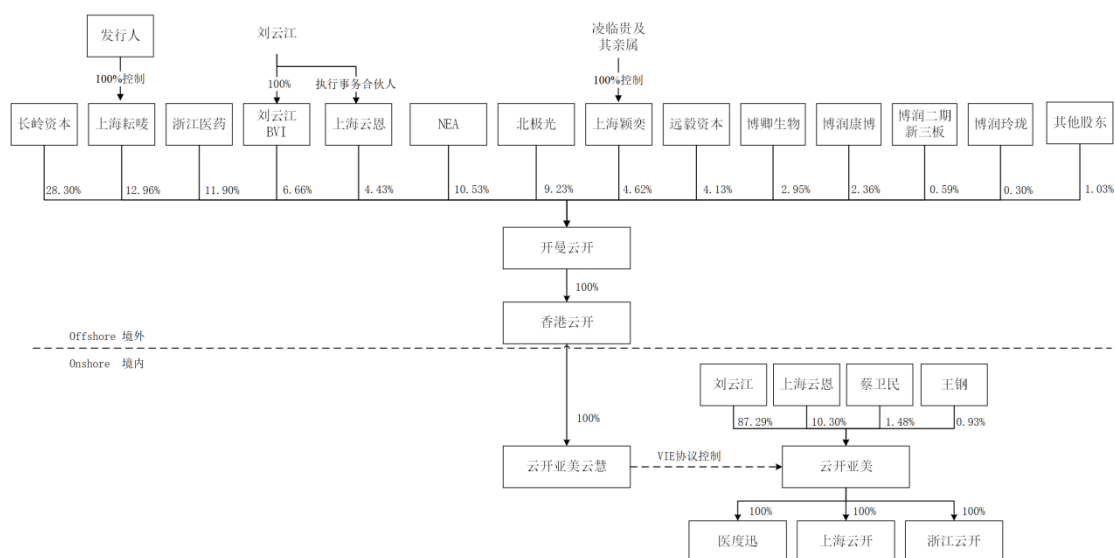 发行人
刘云江
凌临贵及
其亲属
100%控制
100%
执行事务合伙人
100%控制
长岭资本
上海耘唛
浙江医药
刘云江
BVI
上海云恩
NEA
北极光
上海颖奕
远毅资本
博卿生物
博润康博
博润二期
新三板
博润玲珑
其他股东
28.30%
12.96%
11.90%
6.66%
4.43%
10.53%
9.23%
4.62%
4.13%
2.95%
2.36%
0.59%
0.30%
1.03%
开曼云开
100%
香港云开
Offshore 境外
Onshore 境内
刘云江
上海云恩
蔡卫民
王钢
87.29%
10.30%
1.48%
0.93%
100%
云开亚美云慧
VIE协议控制
云开亚美
100%
100%
100%
医度迅
上海云开
浙江云开